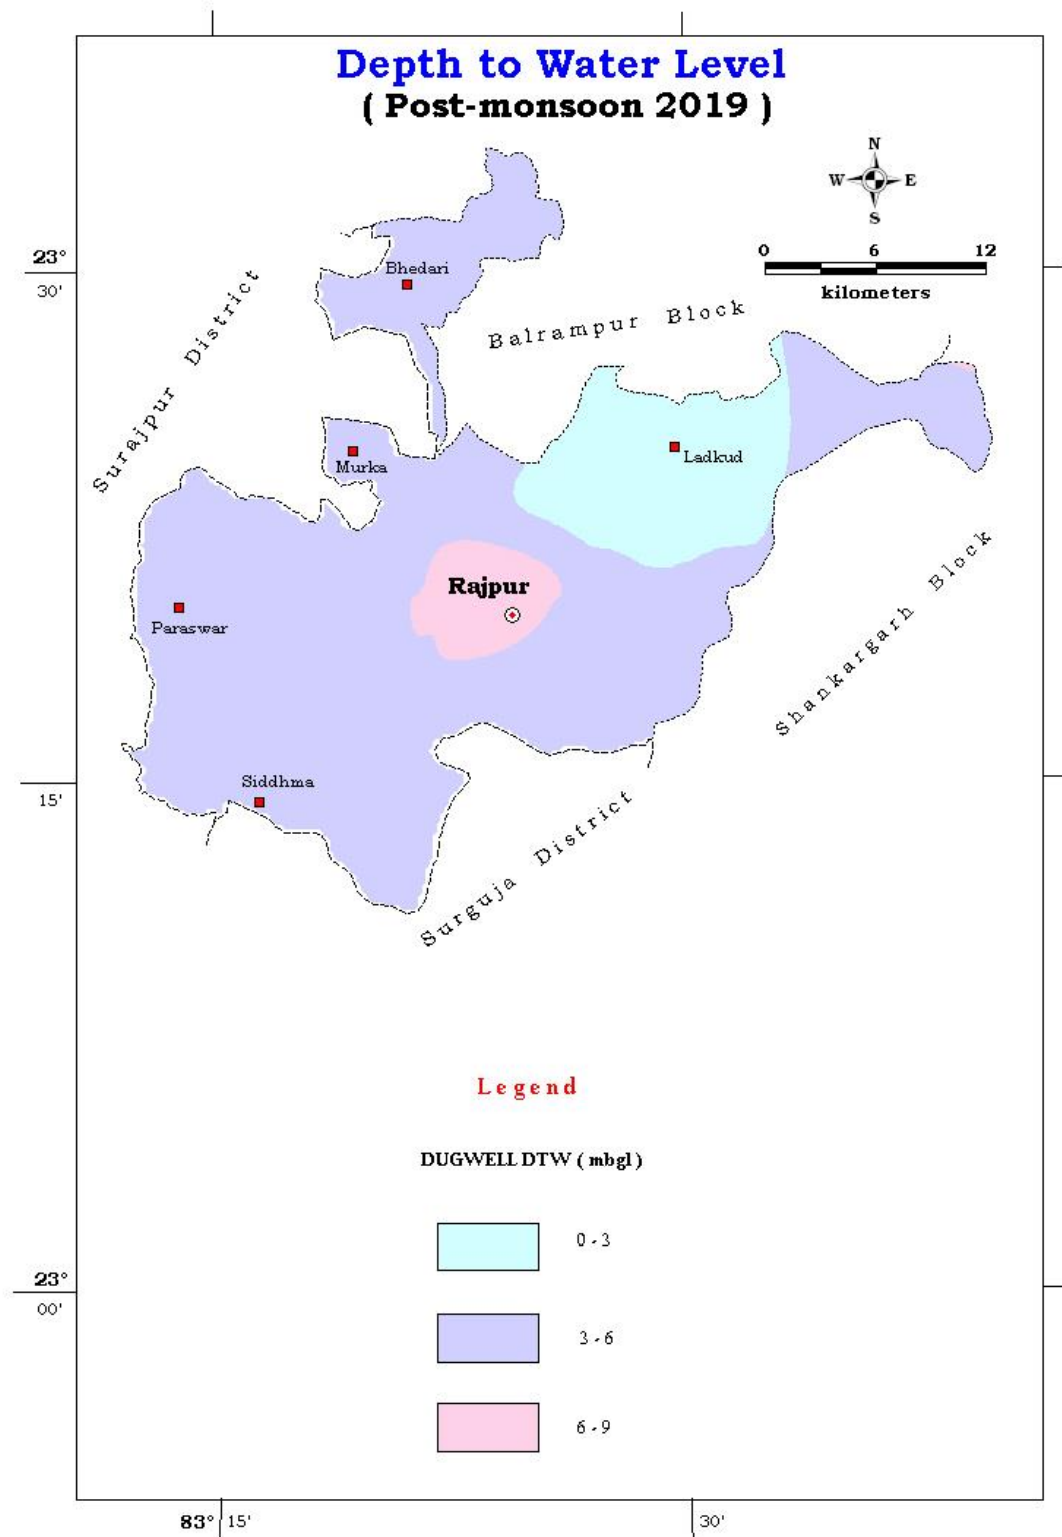 Depth to Water Level
( Post-monsoon 2019 )
N
W E
S
23°
30'
0 6 12
kilometers
Bhedari
Surajpur District
Balrampur Block
Murka
Ladkud
Rajpur
Paraswar
Shankargarh Block
15'
Siddhma
Surguja District
Legend
DUGWELL DTW ( mbgl )
0 - 3
23°
00'
3 - 6
6 - 9
83° 15' 30'